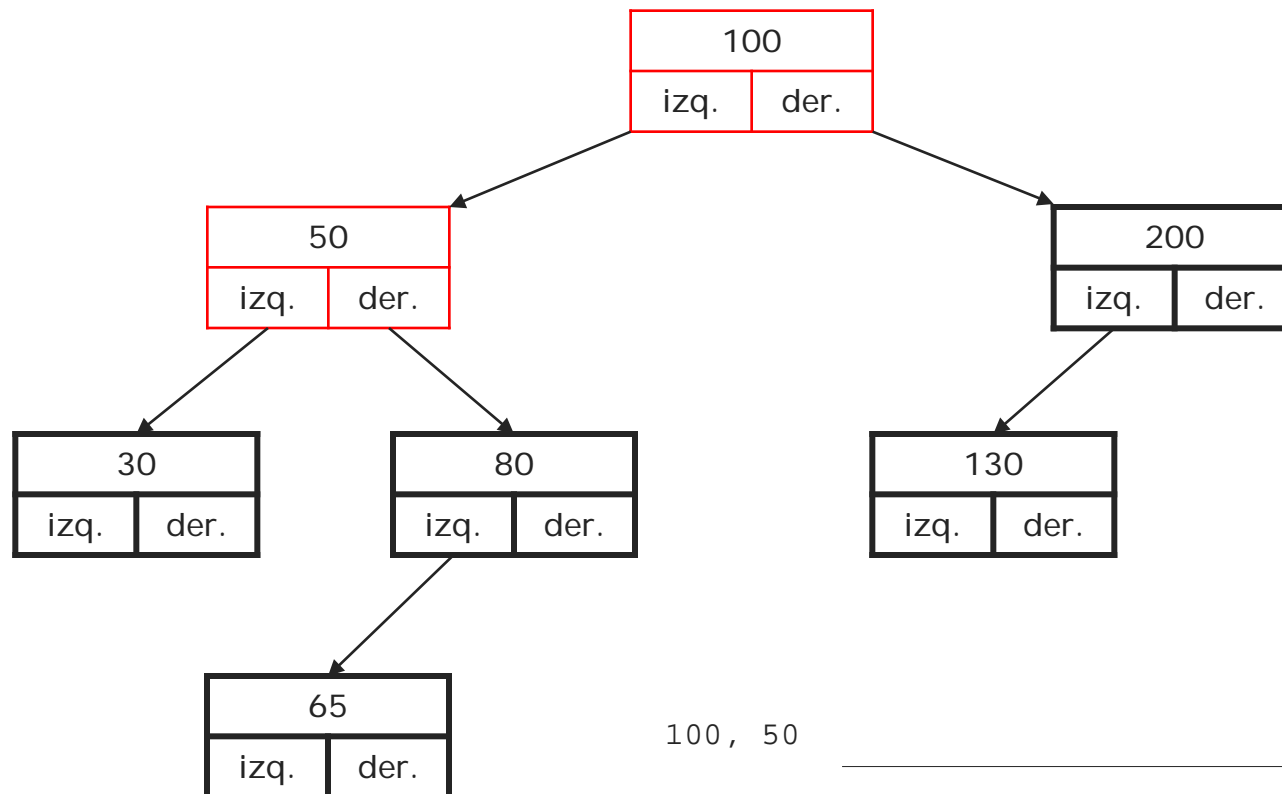 100
izq. der.
50 200
izq. der. izq. der.
30 80 130
izq. der. izq. der. izq. der.
65
100, 50
izq. der.